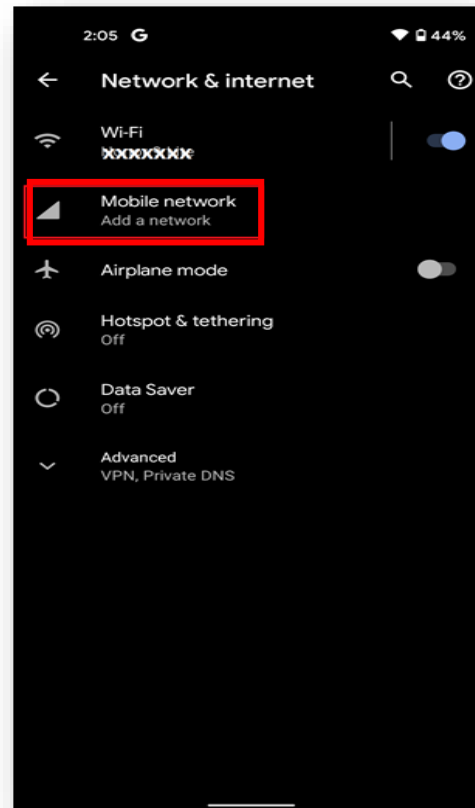 2:05 G 44%
Network & internet
Wi-Fi
xxxxxxx
Mobile network
Add a network
Airplane mode
Hotspot & tethering
Off
Data Saver
Off
Advanced
VPN, Private DNS